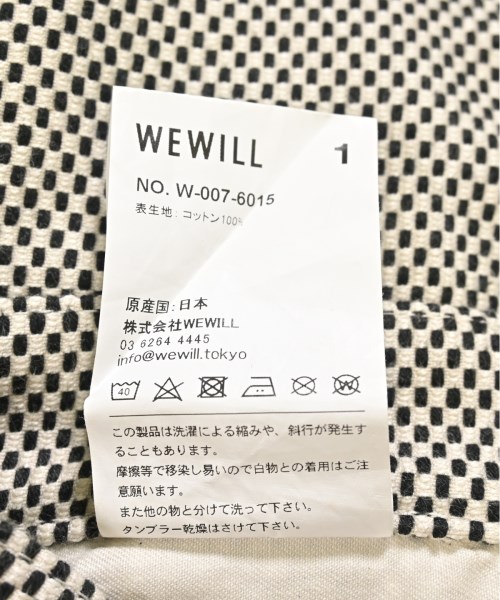 WEWILL 1
NO. W-007-6015
表生地:コットン100%
原産国:日本
株式会社WEWILL
03 6264 4445
info@wewill.tokyo
40
この製品は洗濯による縮みや、斜行が発生す
ることもあります。
摩擦等で移染し易いので白物との着用はご注
意願います。
また他の物と分けて洗って下さい。
タンブラー乾燥はさけて下さい。